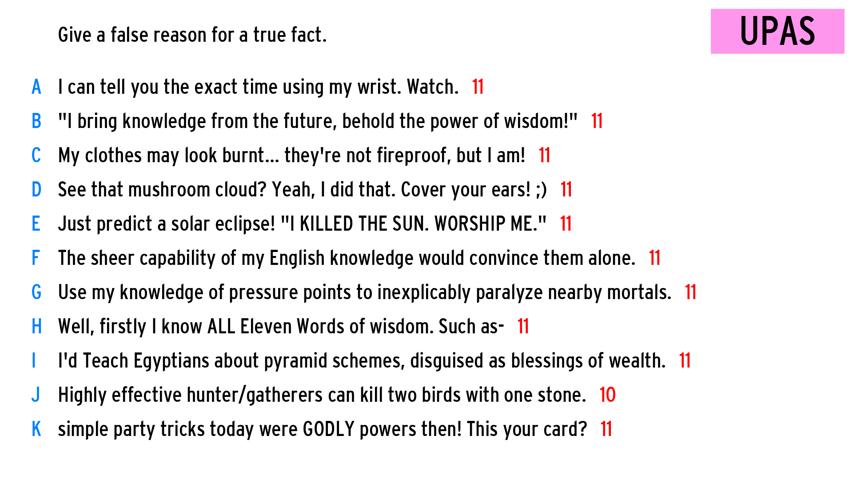 Give a false reason for a true fact.
UPAS
A I can tell you the exact time using my wrist. Watch. 11
B "I bring knowledge from the future, behold the power of wisdom!" 11
C My clothes may look burnt... they're not fireproof, but I am! 11
D See that mushroom cloud? Yeah, I did that. Cover your ears! ;) 11
E Just predict a solar eclipse! "I KILLED THE SUN. WORSHIP ME." 11
F The sheer capability of my English knowledge would convince them alone. 11
G Use my knowledge of pressure points to inexplicably paralyze nearby mortals. 11
H Well, firstly I know ALL Eleven Words of wisdom. Such as- 11
I I'd Teach Egyptians about pyramid schemes, disguised as blessings of wealth. 11
J Highly effective hunter/gatherers can kill two birds with one stone. 10
K simple party tricks today were GODLY powers then! This your card? 11